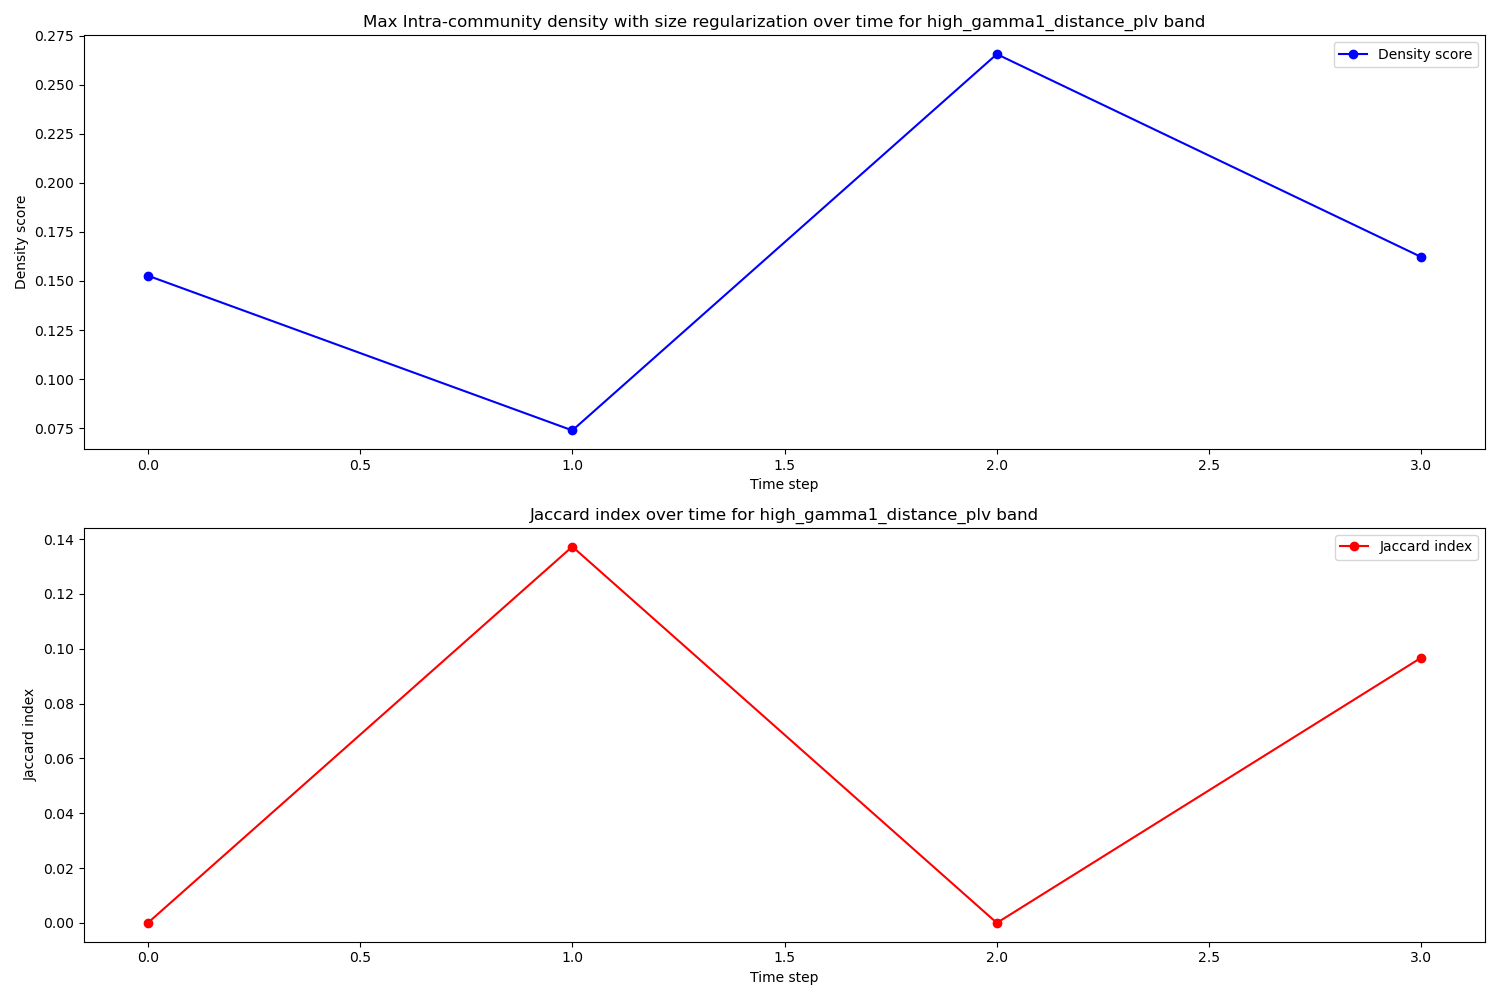 Max Intra-community density with size regularization over time for high_gamma1_distance_plv band
0.275
0.250
0.225
0.200
0.175
0.150
0.125
0.100
0.075
Density score
Density score
0.0 0.5 1.0 1.5 2.0 2.5 3.0
Time step
Jaccard index over time for high_gamma1_distance_plv band
0.14
0.12
0.10
0.08
0.06
0.04
0.02
0.00
Jaccard index
Jaccard index
0.0 0.5 1.0 1.5 2.0 2.5 3.0
Time step